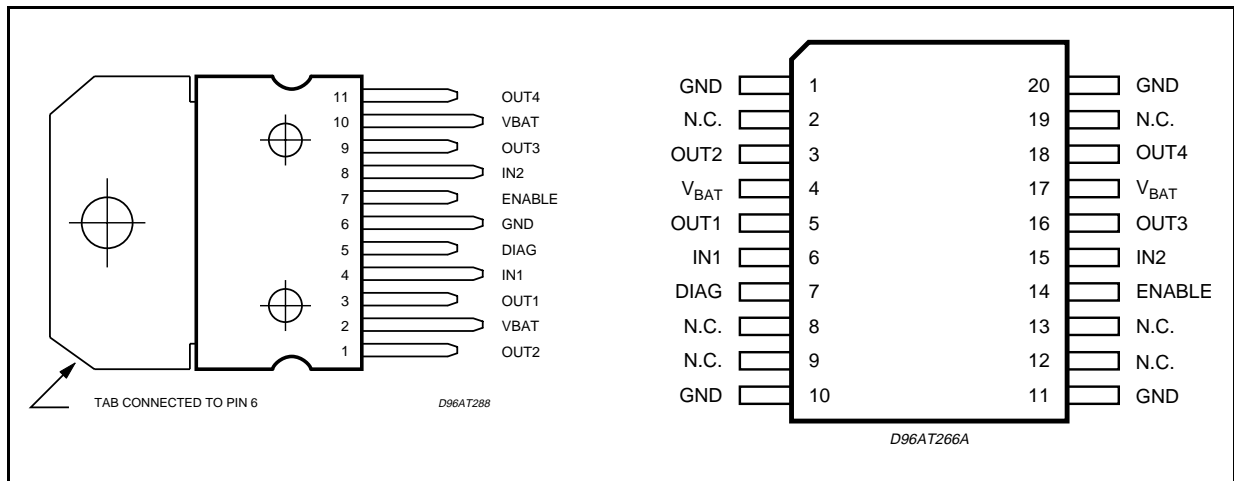 11 OUT4
10 VBAT
9 OUT3
8 IN2
7 ENABLE
6 GND
5 DIAG
4 IN1
3 OUT1
2 VBAT
1 OUT2
TAB CONNECTED TO PIN 6
D96AT288
GND 1 20 GND
N.C. 2 19 N.C.
OUT2 3 18 OUT4
VBAT 4 17 VBAT
OUT1 5 16 OUT3
IN1 6 15 IN2
DIAG 7 14 ENABLE
N.C. 8 13 N.C.
N.C. 9 12 N.C.
GND 10 11 GND
D96AT266A